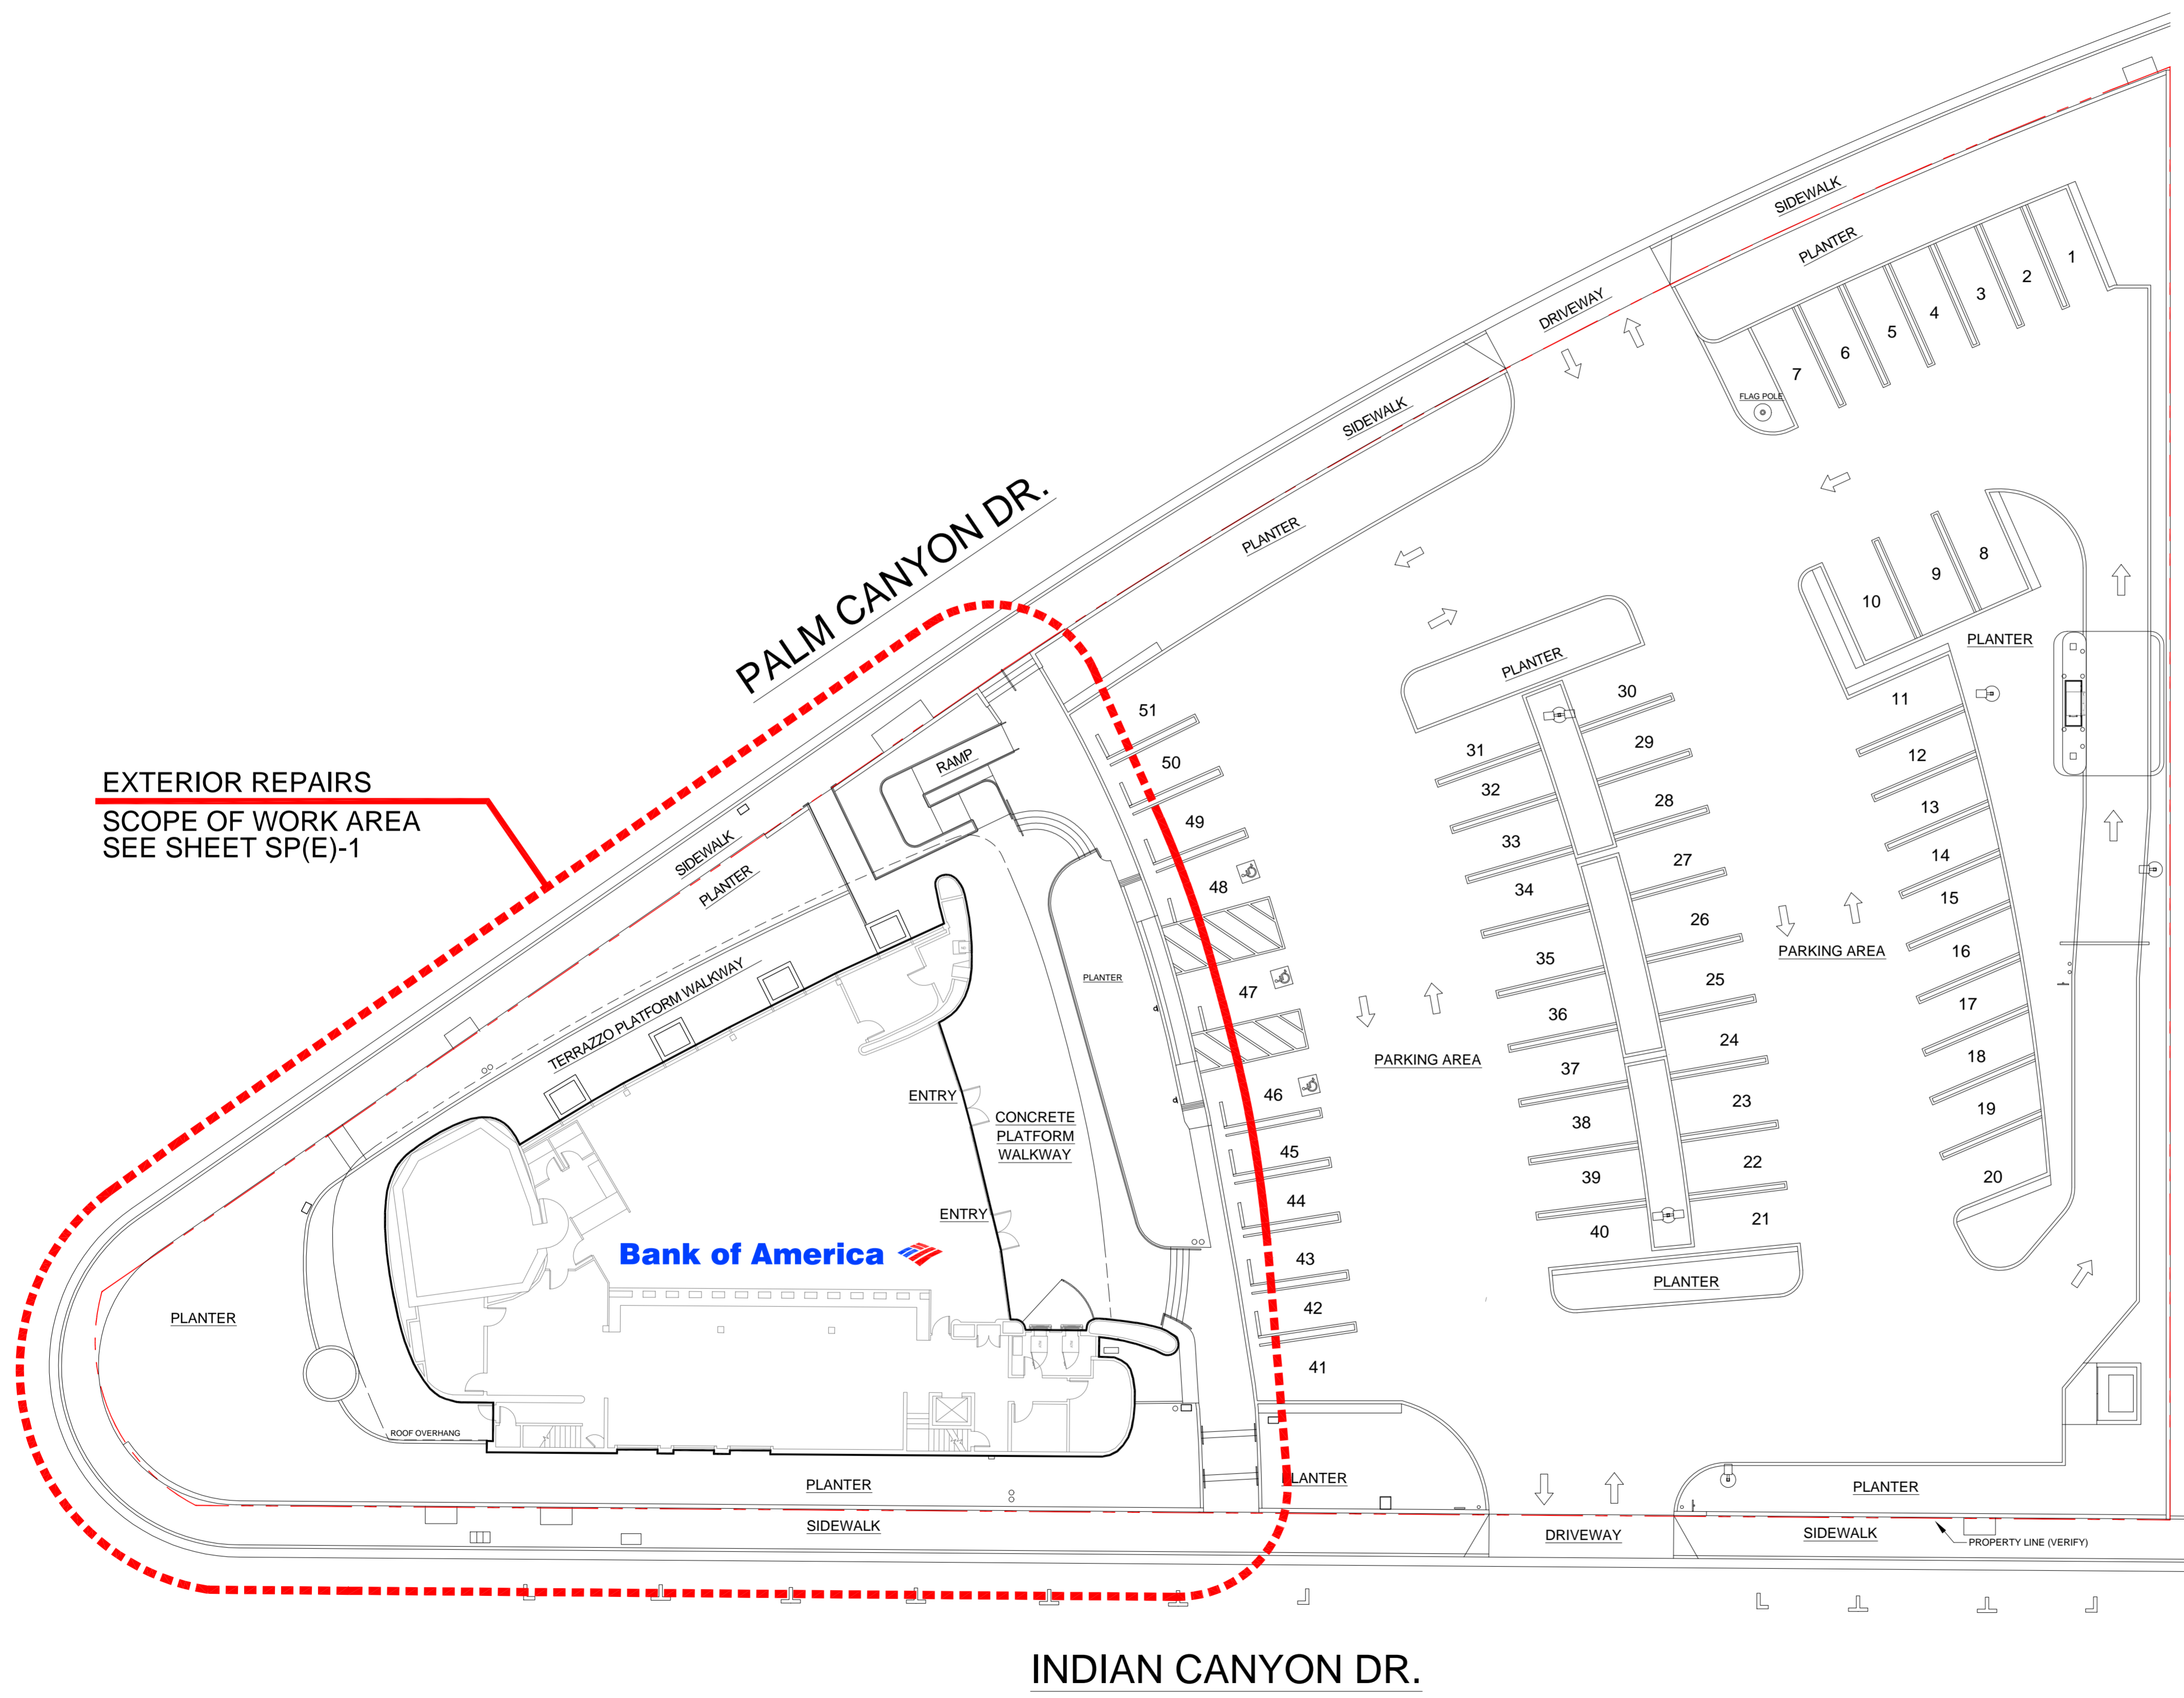 SIDEWALK
PLANTER
1
2
3
4
5
6
7
DRIVEWAY
FLAG POLE
SIDEWALK
PLANTER
PALM CANYON DR.
8
9
10
PLANTER
11
12
13
14
15
16
17
18
19
20
PLANTER
30
29
28
27
26
25
24
23
22
21
31
32
33
34
35
36
37
38
39
40
PLANTER
PARKING AREA
PARKING AREA
51
50
49
48
47
46
45
44
43
42
41
EXTERIOR REPAIRS
SCOPE OF WORK AREA
SEE SHEET SP(E)-1
RAMP
SIDEWALK
PLANTER
TERRAZZO PLATFORM WALKWAY
PLANTER
ENTRY
CONCRETE
PLATFORM
WALKWAY
ENTRY
Bank of America
PLANTER
ROOF OVERHANG
PLANTER
SIDEWALK
PLANTER
DRIVEWAY
PLANTER
SIDEWALK
PROPERTY LINE (VERIFY)
INDIAN CANYON DR.